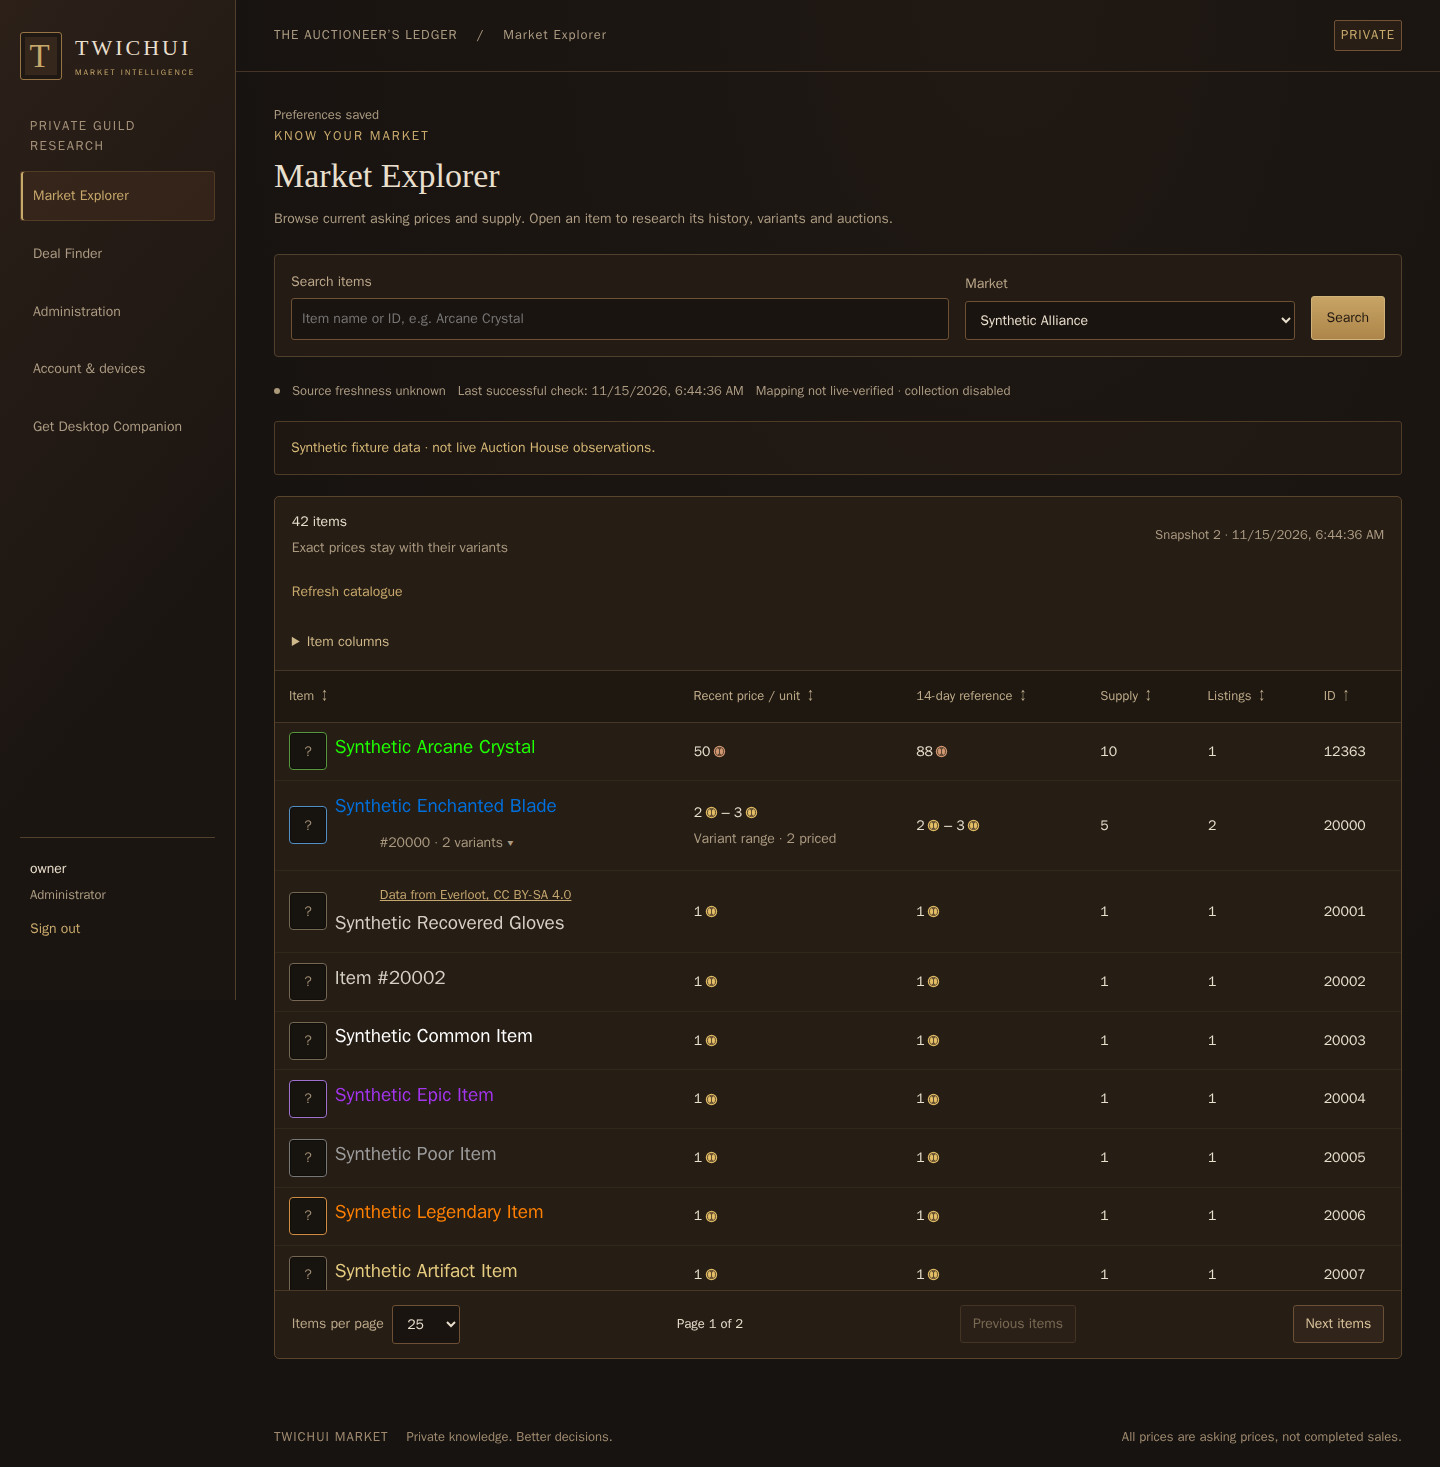 T
TWICHUI
MARKET INTELLIGENCE
PRIVATE GUILD
RESEARCH
Market Explorer
Deal Finder
Administration
Account & devices
Get Desktop Companion
owner
Administrator
Sign out
THE AUCTIONEER'S LEDGER / Market Explorer
PRIVATE
Preferences saved
KNOW YOUR MARKET
Market Explorer
Browse current asking prices and supply. Open an item to research its history, variants and auctions.
Search items
Item name or ID, e.g. Arcane Crystal
Market
Synthetic Alliance
Search
Source freshness unknown Last successful check: 11/15/2026, 6:44:36 AM Mapping not live-verified · collection disabled
Synthetic fixture data · not live Auction House observations.
42 items
Exact prices stay with their variants
Snapshot 2 · 11/15/2026, 6:44:36 AM
Refresh catalogue
▶ Item columns
Item ↕ Recent price / unit ↕ 14-day reference ↕ Supply ↕ Listings ↕ ID ↑
? Synthetic Arcane Crystal 50 88 10 1 12363
? Synthetic Enchanted Blade
#20000 · 2 variants ▾
2 – 3
Variant range · 2 priced
2 – 3 5 2 20000
Data from Everloot, CC BY-SA 4.0
? Synthetic Recovered Gloves 1 1 1 1 20001
? Item #20002 1 1 1 1 20002
? Synthetic Common Item 1 1 1 1 20003
? Synthetic Epic Item 1 1 1 1 20004
? Synthetic Poor Item 1 1 1 1 20005
? Synthetic Legendary Item 1 1 1 1 20006
? Synthetic Artifact Item 1 1 1 1 20007
Items per page 25 Page 1 of 2 Previous items Next items
TWICHUI MARKET Private knowledge. Better decisions.
All prices are asking prices, not completed sales.